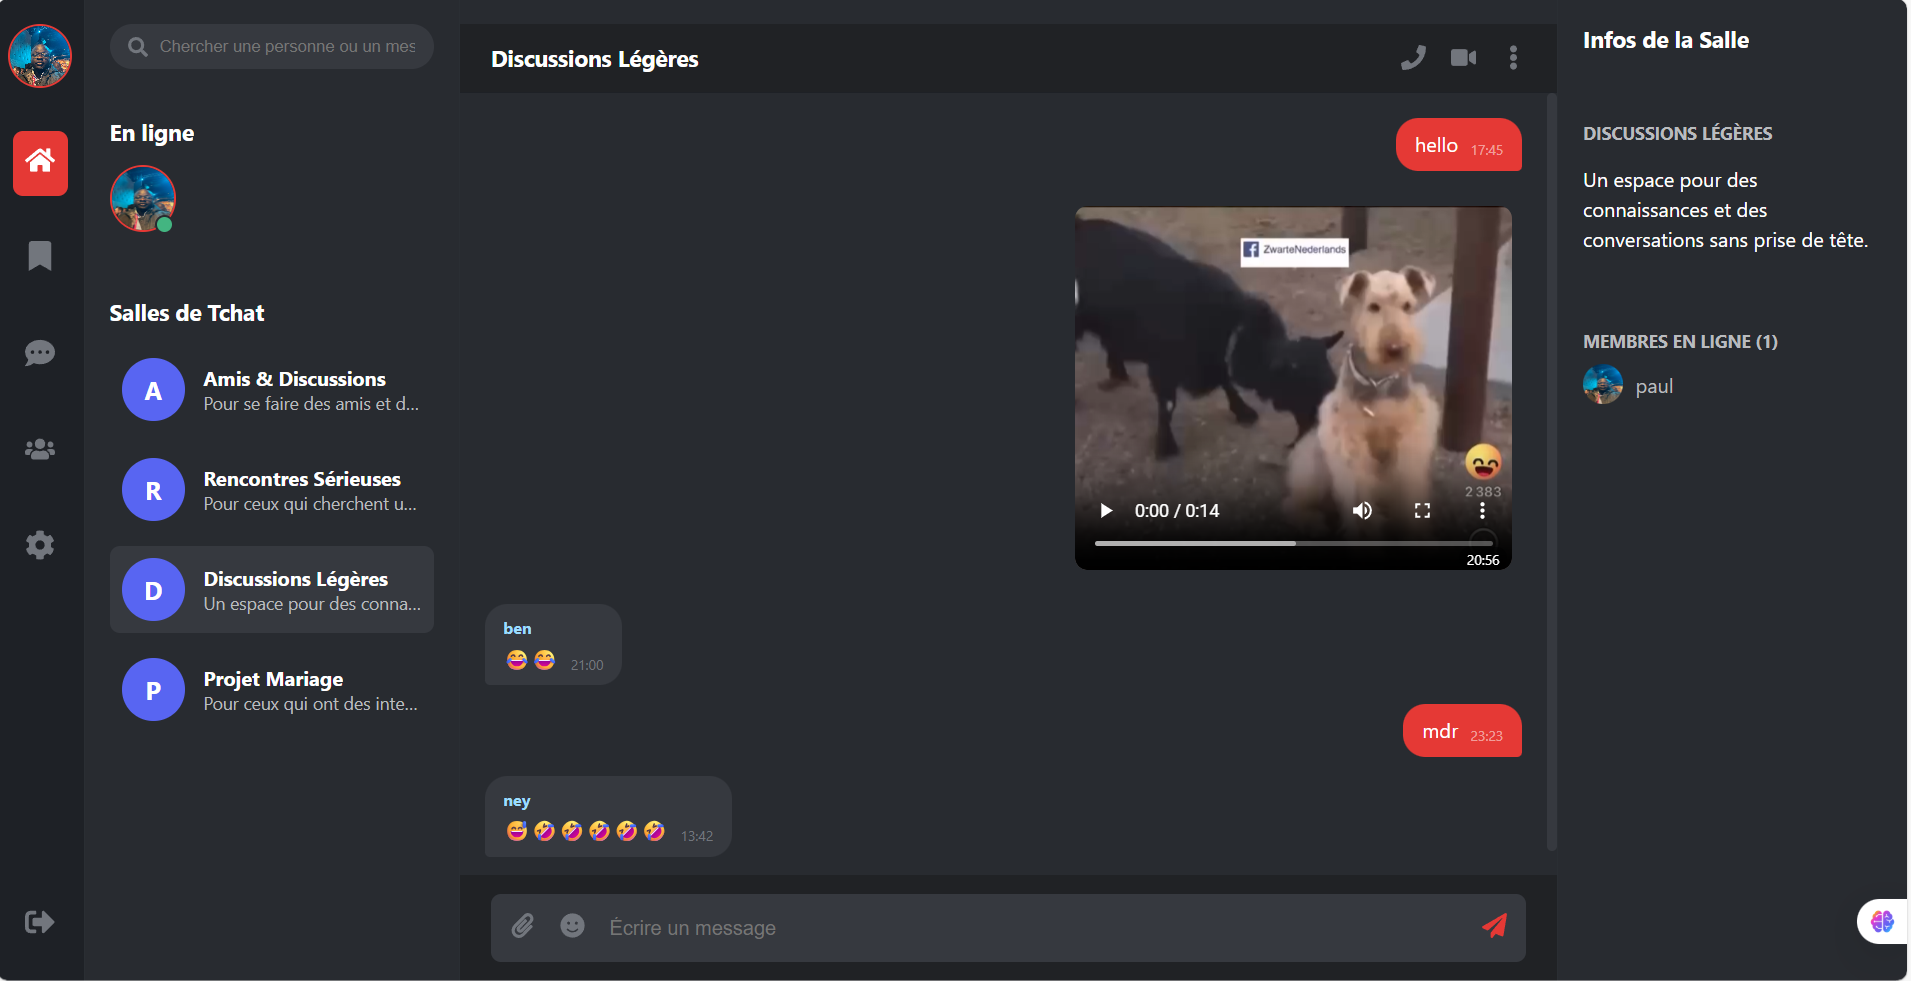 Chercher une personne ou un mes
En ligne
Salles de Tchat
A
Amis & Discussions
Pour se faire des amis et d...
R
Rencontres Sérieuses
Pour ceux qui cherchent u...
D
Discussions Légères
Un espace pour des conna...
P
Projet Mariage
Pour ceux qui ont des inte...
Discussions Légères
hello 17:45
ZwarteNederlands
2 383
0:00 / 0:14
20:56
ben
😂😂 21:00
mdr 23:23
ney
😅🤣🤣🤣🤣🤣 13:42
Écrire un message
Infos de la Salle
DISCUSSIONS LÉGÈRES
Un espace pour des
connaissances et des
conversations sans prise de tête.
MEMBRES EN LIGNE (1)
paul